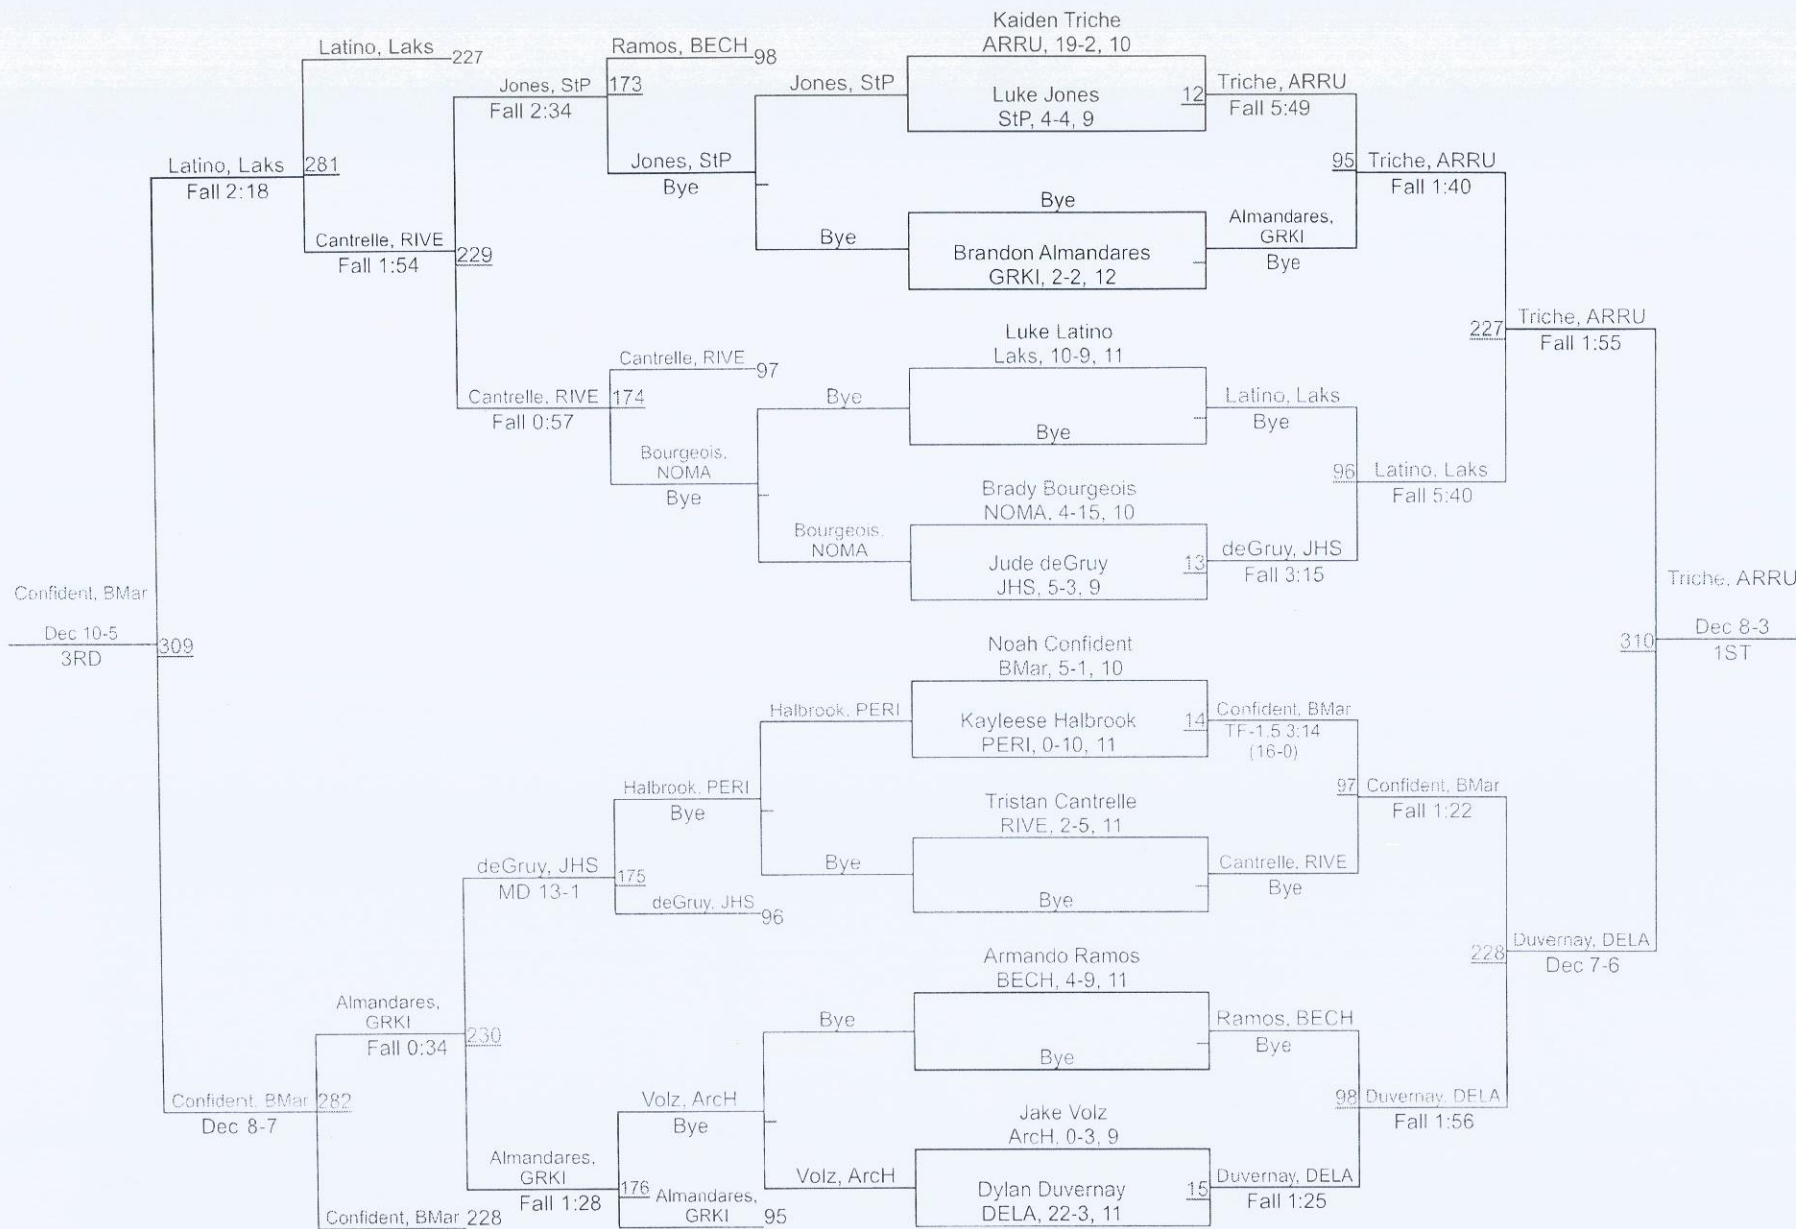 Kaiden Triche
ARRU, 19-2, 10
Latino, Laks
227
Ramos, BECH
98
Jones, StP
173
Fall 2:34
Jones, StP
Luke Jones
StP, 4-4, 9
12
Triche, ARRU
Fall 5:49
Latino, Laks
281
Fall 2:18
Jones, StP
Bye
95
Triche, ARRU
Fall 1:40
Bye
Cantrelle, RIVE
Fall 1:54
229
Bye
Brandon Almandares
GRKI, 2-2, 12
Almandares,
GRKI
Bye
Luke Latino
Laks, 10-9, 11
227
Triche, ARRU
Fall 1:55
Cantrelle, RIVE
97
Cantrelle, RIVE
174
Fall 0:57
Bye
Bye
Latino, Laks
Bye
Bourgeois,
NOMA
Bye
Brady Bourgeois
NOMA, 4-15, 10
96
Latino, Laks
Fall 5:40
Bourgeois,
NOMA
Jude deGruy
JHS, 5-3, 9
13
deGruy, JHS
Fall 3:15
Confident, BMar
Dec 10-5
3RD
309
Triche, ARRU
310
Dec 8-3
1ST
Noah Confident
BMar, 5-1, 10
Halbrook, PERI
Kayleese Halbrook
PERI, 0-10, 11
14
Confident, BMar
TF-1.5 3:14
(16-0)
Halbrook, PERI
Bye
Tristan Cantrelle
RIVE, 2-5, 11
97
Confident, BMar
Fall 1:22
deGruy, JHS
MD 13-1
175
Bye
Bye
Cantrelle, RIVE
Bye
deGruy, JHS
96
Armando Ramos
BECH, 4-9, 11
228
Duvernay, DELA
Dec 7-6
Almandares,
GRKI
Fall 0:34
230
Bye
Bye
Ramos, BECH
Bye
Confident, BMar
282
Dec 8-7
Volz, ArcH
Bye
Jake Volz
ArcH, 0-3, 9
98
Duvernay, DELA
Fall 1:56
Almandares,
GRKI
Fall 1:28
176
Volz, ArcH
Dylan Duvernay
DELA, 22-3, 11
15
Duvernay, DELA
Fall 1:25
Confident, BMar
228
Almandares,
GRKI
95